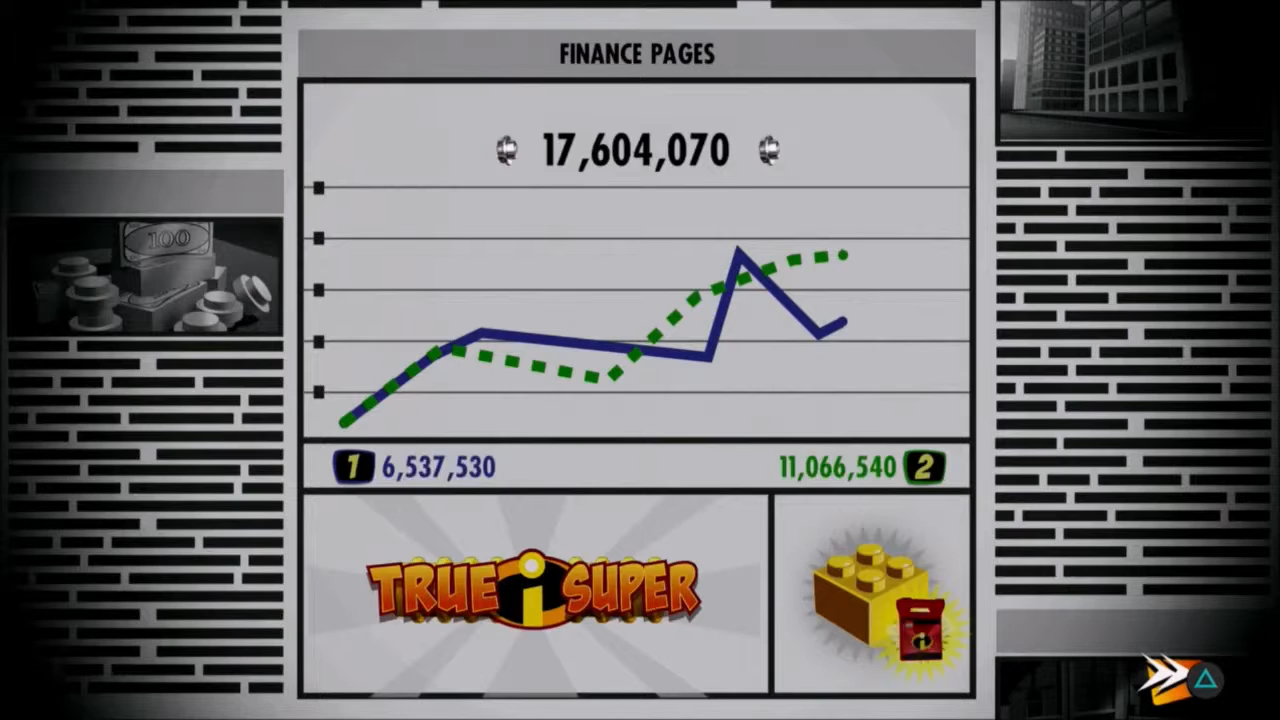 FINANCE PAGES
17,604,070
100
1 6,537,530
11,066,540 2
TRUE i SUPER
i